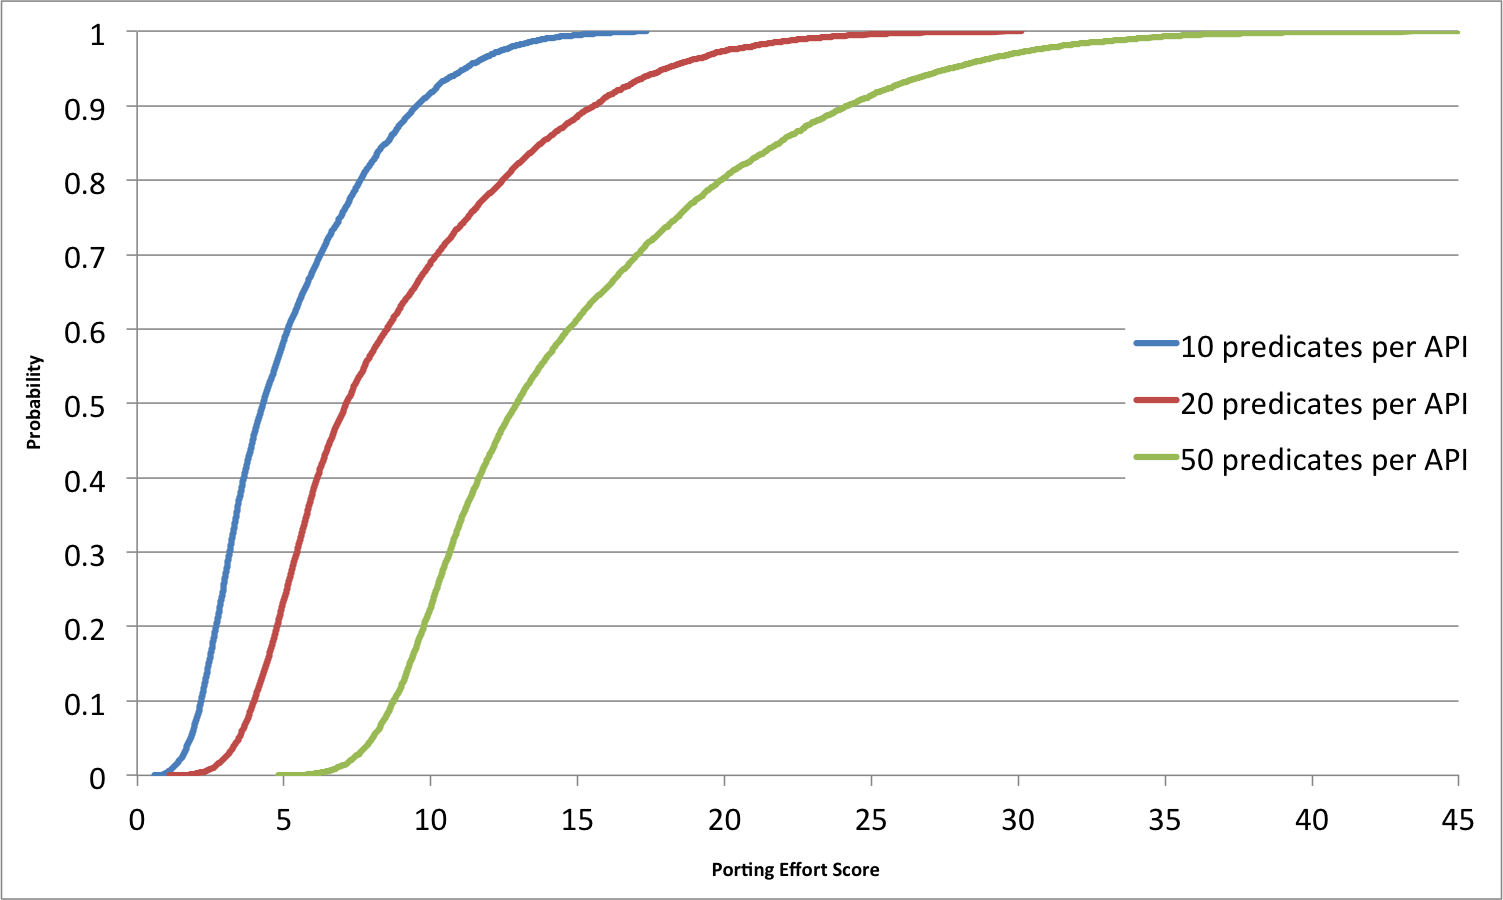 1
0.9
0.8
0.7
0.6
0.5
0.4
0.3
0.2
0.1
0
Probability
10 predicates per API
20 predicates per API
50 predicates per API
0 5 10 15 20 25 30 35 40 45
Porting Effort Score